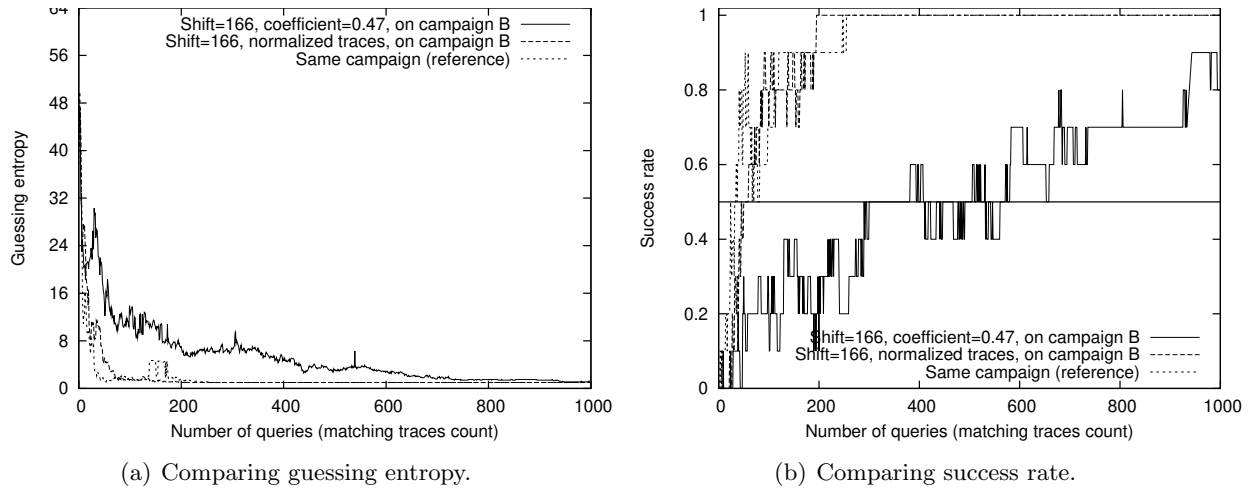 64
56
48
40
32
24
16
8
0
Guessing entropy
Shift=166, coefficient=0.47, on campaign B
Shift=166, normalized traces, on campaign B
Same campaign (reference)
0 200 400 600 800 1000
Number of queries (matching traces count)
(a) Comparing guessing entropy.
1
0.8
0.6
0.4
0.2
0
Success rate
Shift=166, coefficient=0.47, on campaign B
Shift=166, normalized traces, on campaign B
Same campaign (reference)
0 200 400 600 800 1000
Number of queries (matching traces count)
(b) Comparing success rate.